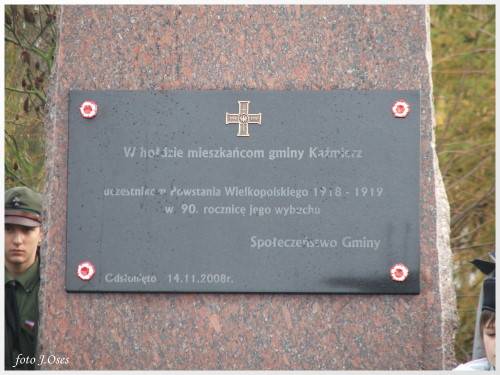 W hołdzie mieszkańcom gminy Kaźmierz
uczestnikom Powstania Wielkopolskiego 1918 - 1919
w 90. rocznicę jego wybuchu
Społeczeństwo Gminy
Odsłonięto 14.11.2008r.
foto J.Oses